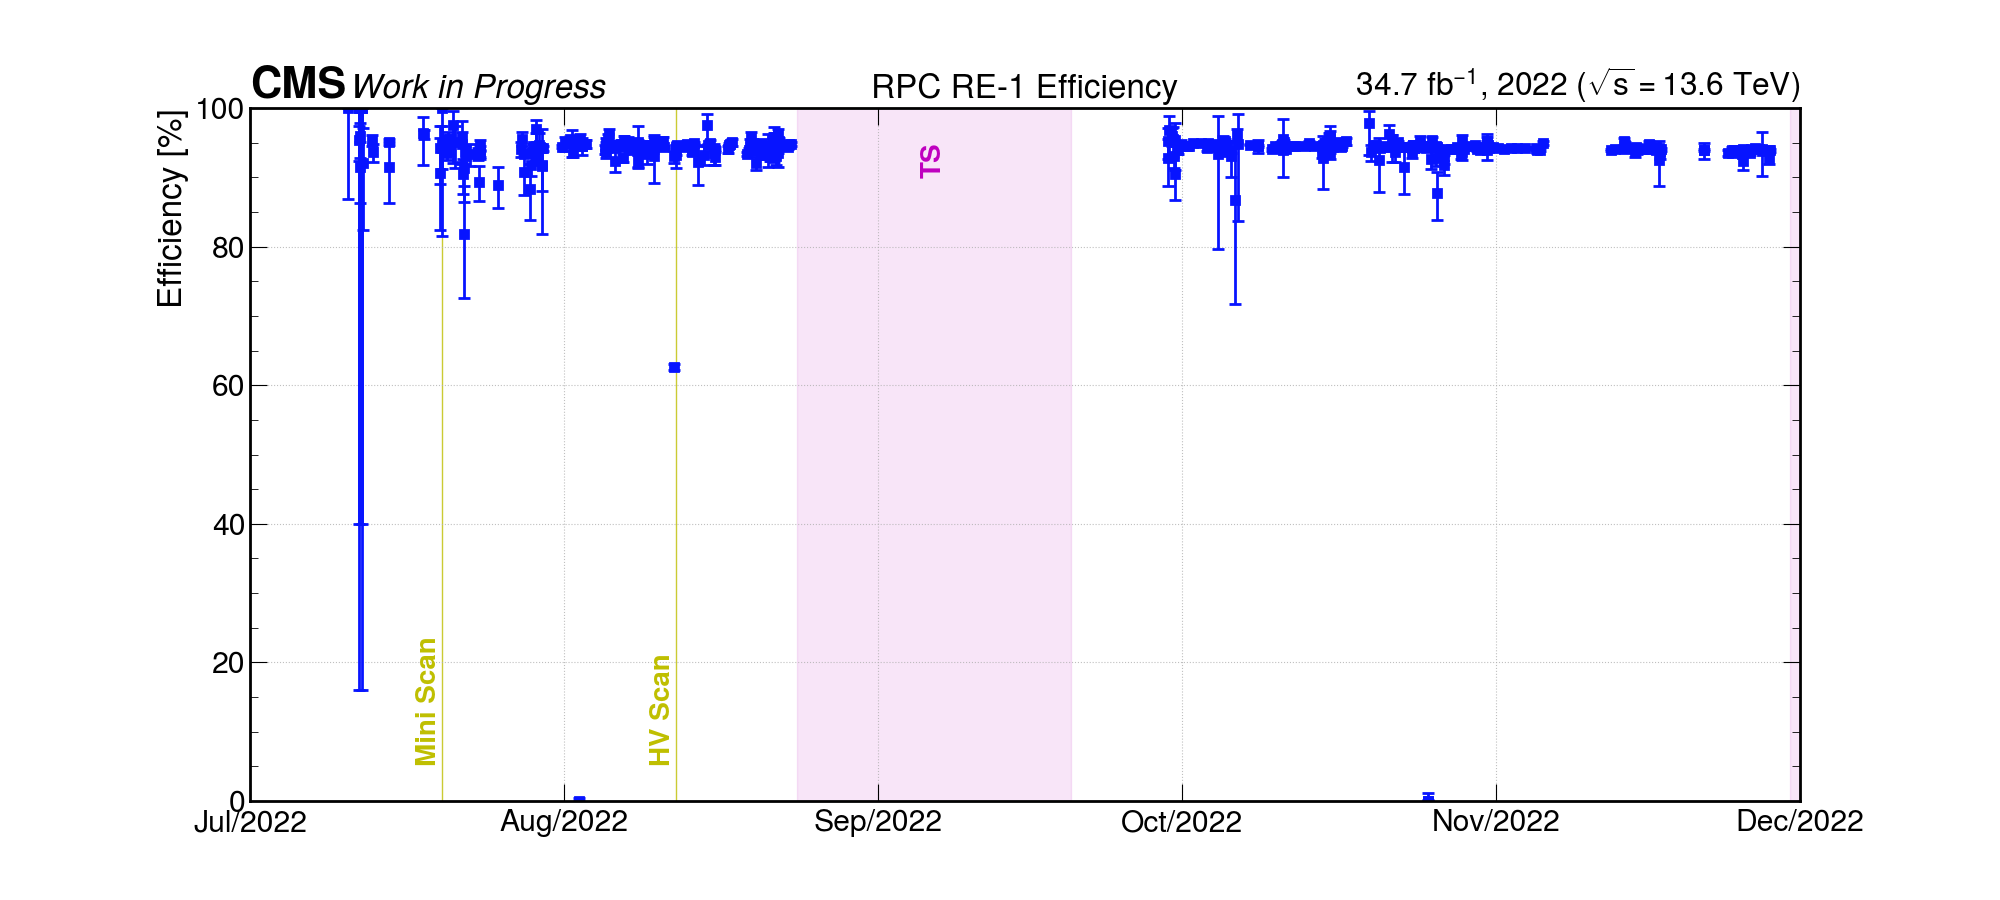 CMS Work in Progress RPC RE-1 Efficiency 34.7 fb⁻¹, 2022 (√s = 13.6 TeV)
Efficiency [%]
100
80
60
40
20
0
TS
Mini Scan
HV Scan
Jul/2022 Aug/2022 Sep/2022 Oct/2022 Nov/2022 Dec/2022